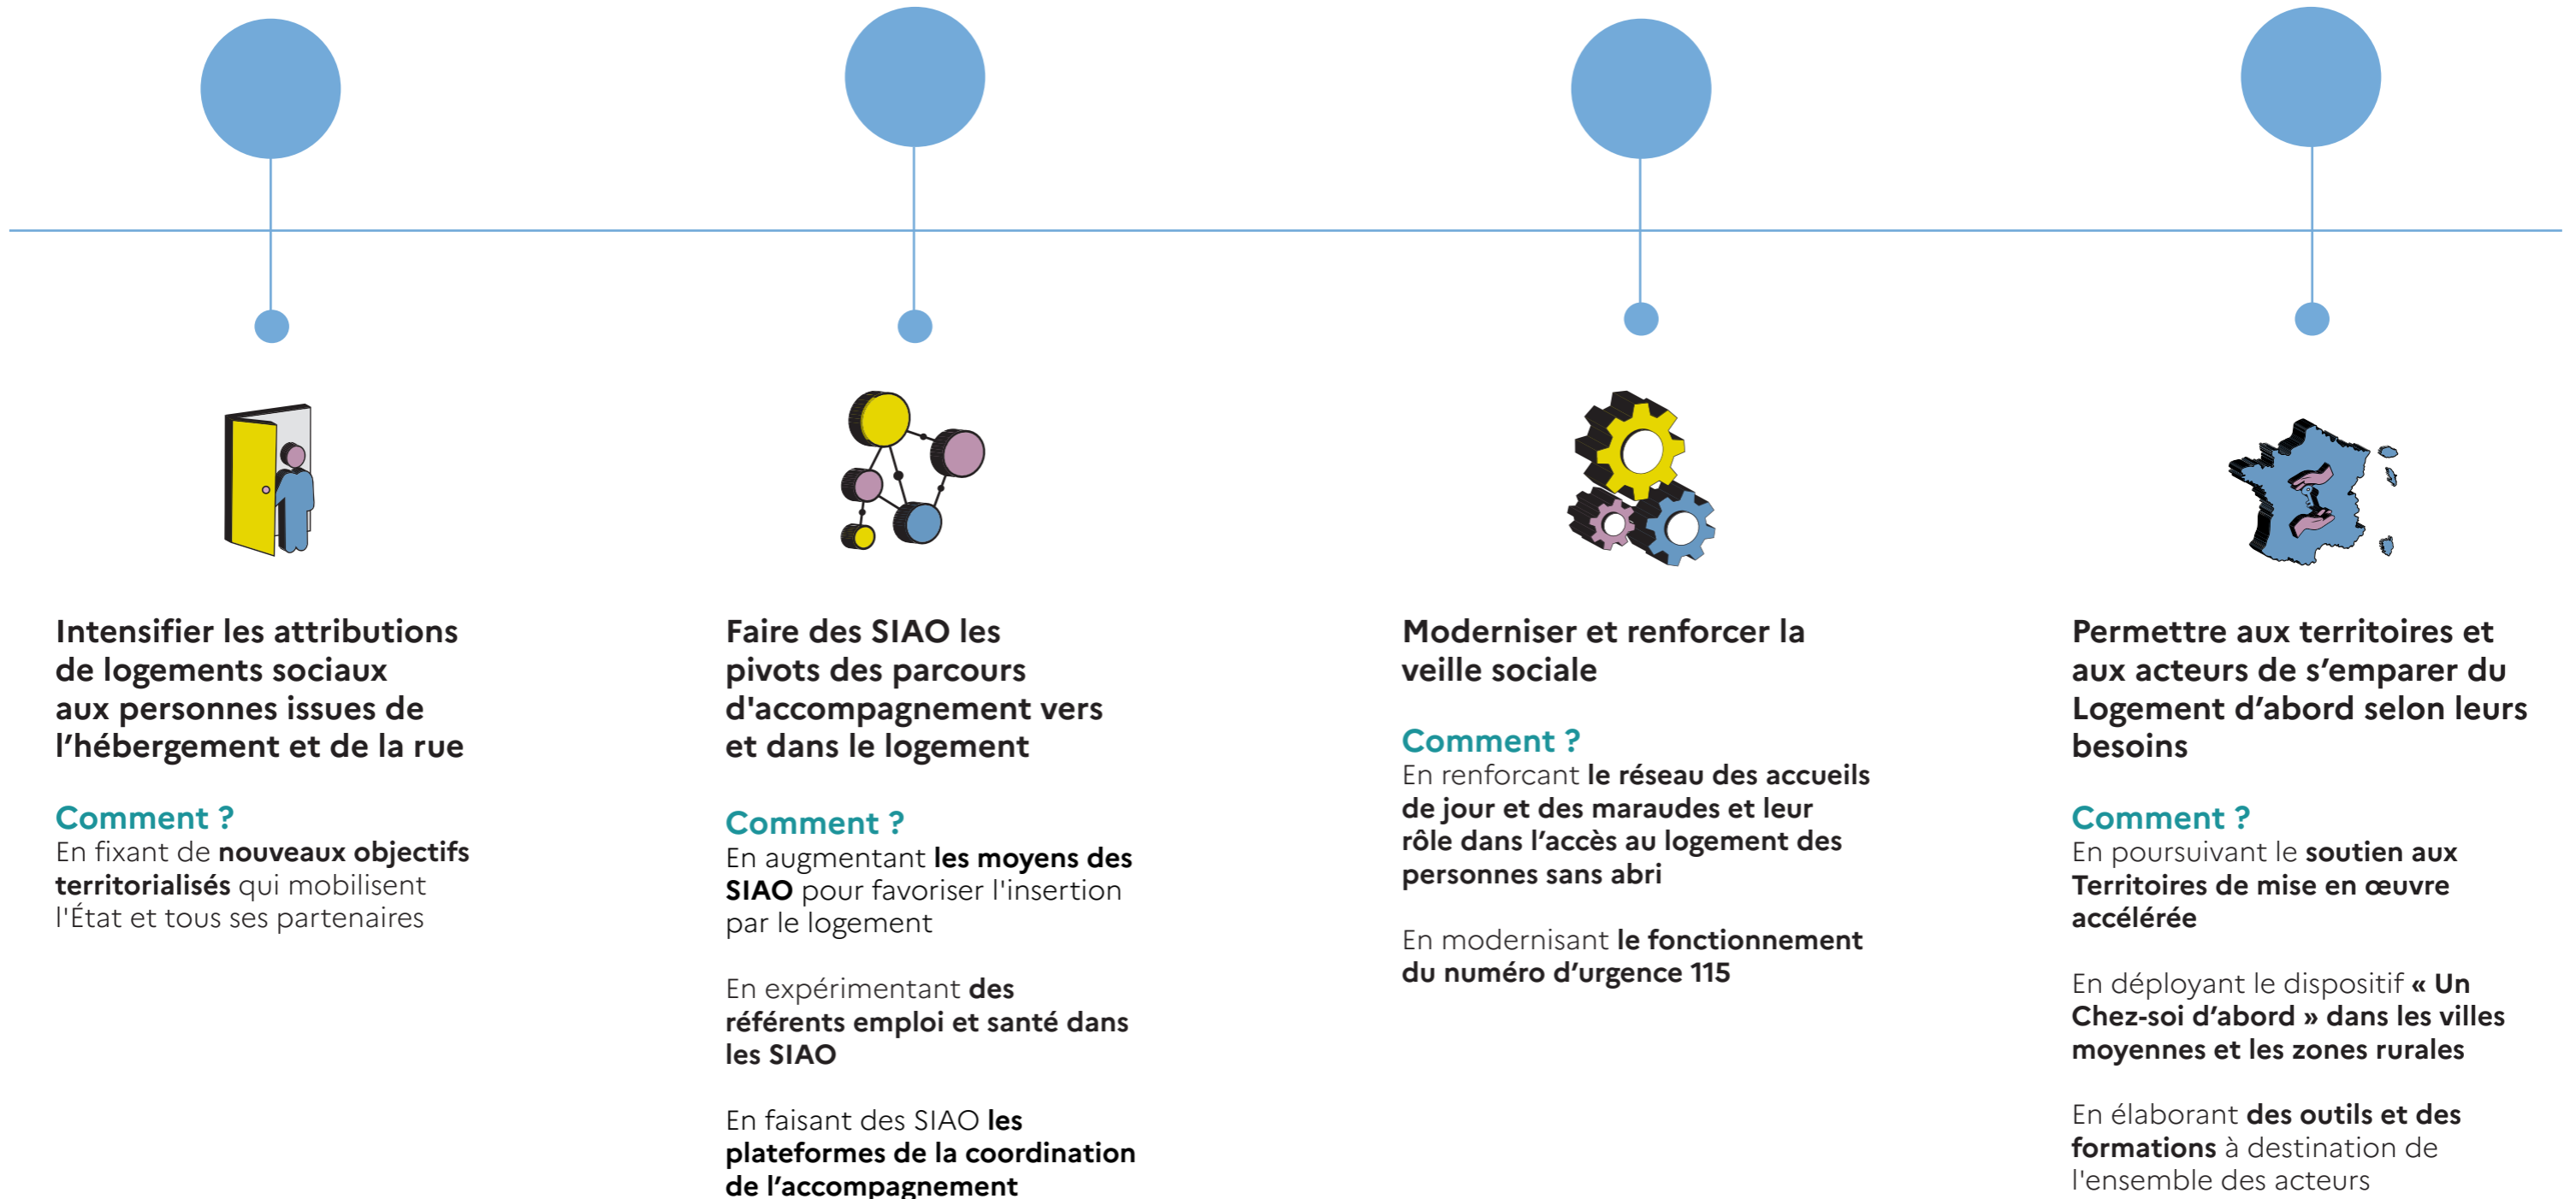 Intensifier les attributions
de logements sociaux
aux personnes issues de
l’hébergement et de la rue
Comment ?
En fixant de nouveaux objectifs
territorialisés qui mobilisent
l'État et tous ses partenaires
Faire des SIAO les
pivots des parcours
d'accompagnement vers
et dans le logement
Comment ?
En augmentant les moyens des
SIAO pour favoriser l'insertion
par le logement
En expérimentant des
référents emploi et santé dans
les SIAO
En faisant des SIAO les
plateformes de la coordination
de l’accompagnement
Moderniser et renforcer la
veille sociale
Comment ?
En renforcant le réseau des accueils
de jour et des maraudes et leur
rôle dans l’accès au logement des
personnes sans abri
En modernisant le fonctionnement
du numéro d’urgence 115
Permettre aux territoires et
aux acteurs de s’emparer du
Logement d’abord selon leurs
besoins
Comment ?
En poursuivant le soutien aux
Territoires de mise en œuvre
accélérée
En déployant le dispositif « Un
Chez-soi d’abord » dans les villes
moyennes et les zones rurales
En élaborant des outils et des
formations à destination de
l'ensemble des acteurs